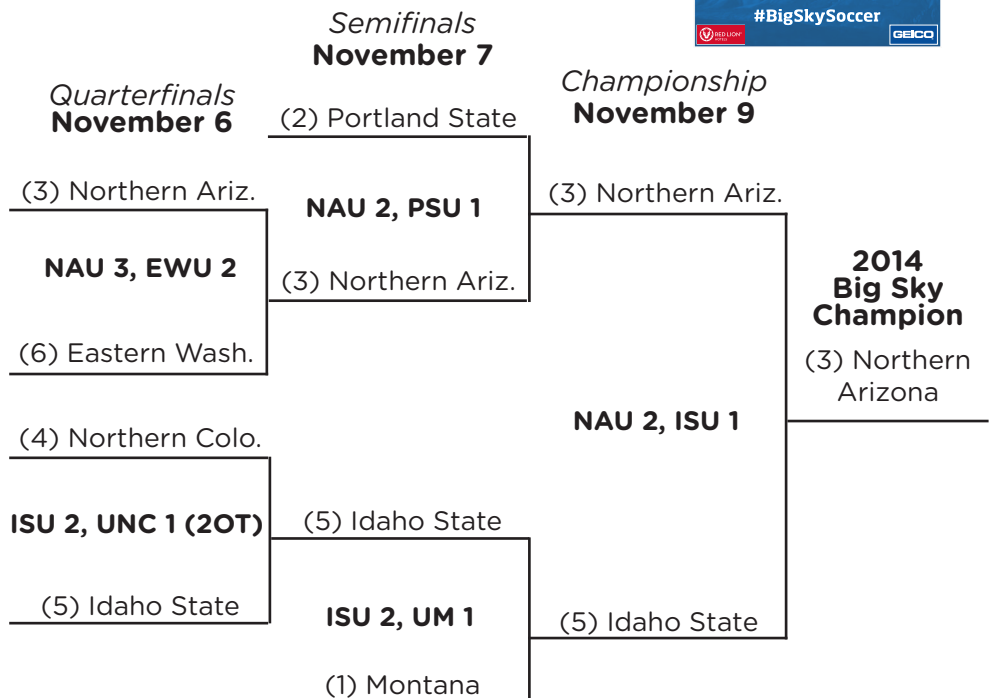 #BigSkySoccer
RED LION
HOTELS
GEICO
Semifinals
November 7
Quarterfinals
November 6
Championship
November 9
(2) Portland State
(3) Northern Ariz.
NAU 2, PSU 1
(3) Northern Ariz.
NAU 3, EWU 2
(3) Northern Ariz.
2014
Big Sky
Champion
(6) Eastern Wash.
(3) Northern
Arizona
NAU 2, ISU 1
(4) Northern Colo.
ISU 2, UNC 1 (2OT)
(5) Idaho State
(5) Idaho State
ISU 2, UM 1
(5) Idaho State
(1) Montana